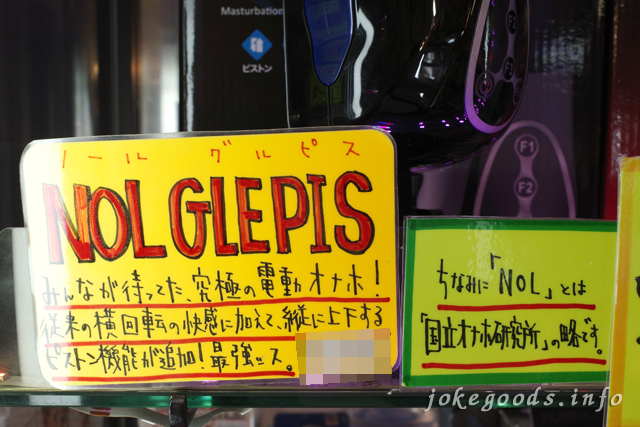 Masturbation
ピストン
F1
F2
ノール グルピス
NOL GLEPIS
みんなが待ってた、究極の電動オナホ!
従来の横回転の快感に加えて、縦に上下する
ピストン機能が追加!最強ッス。
ちなみに「NOL」とは
「国立オナホ研究所」の略です。
jokegoods.info